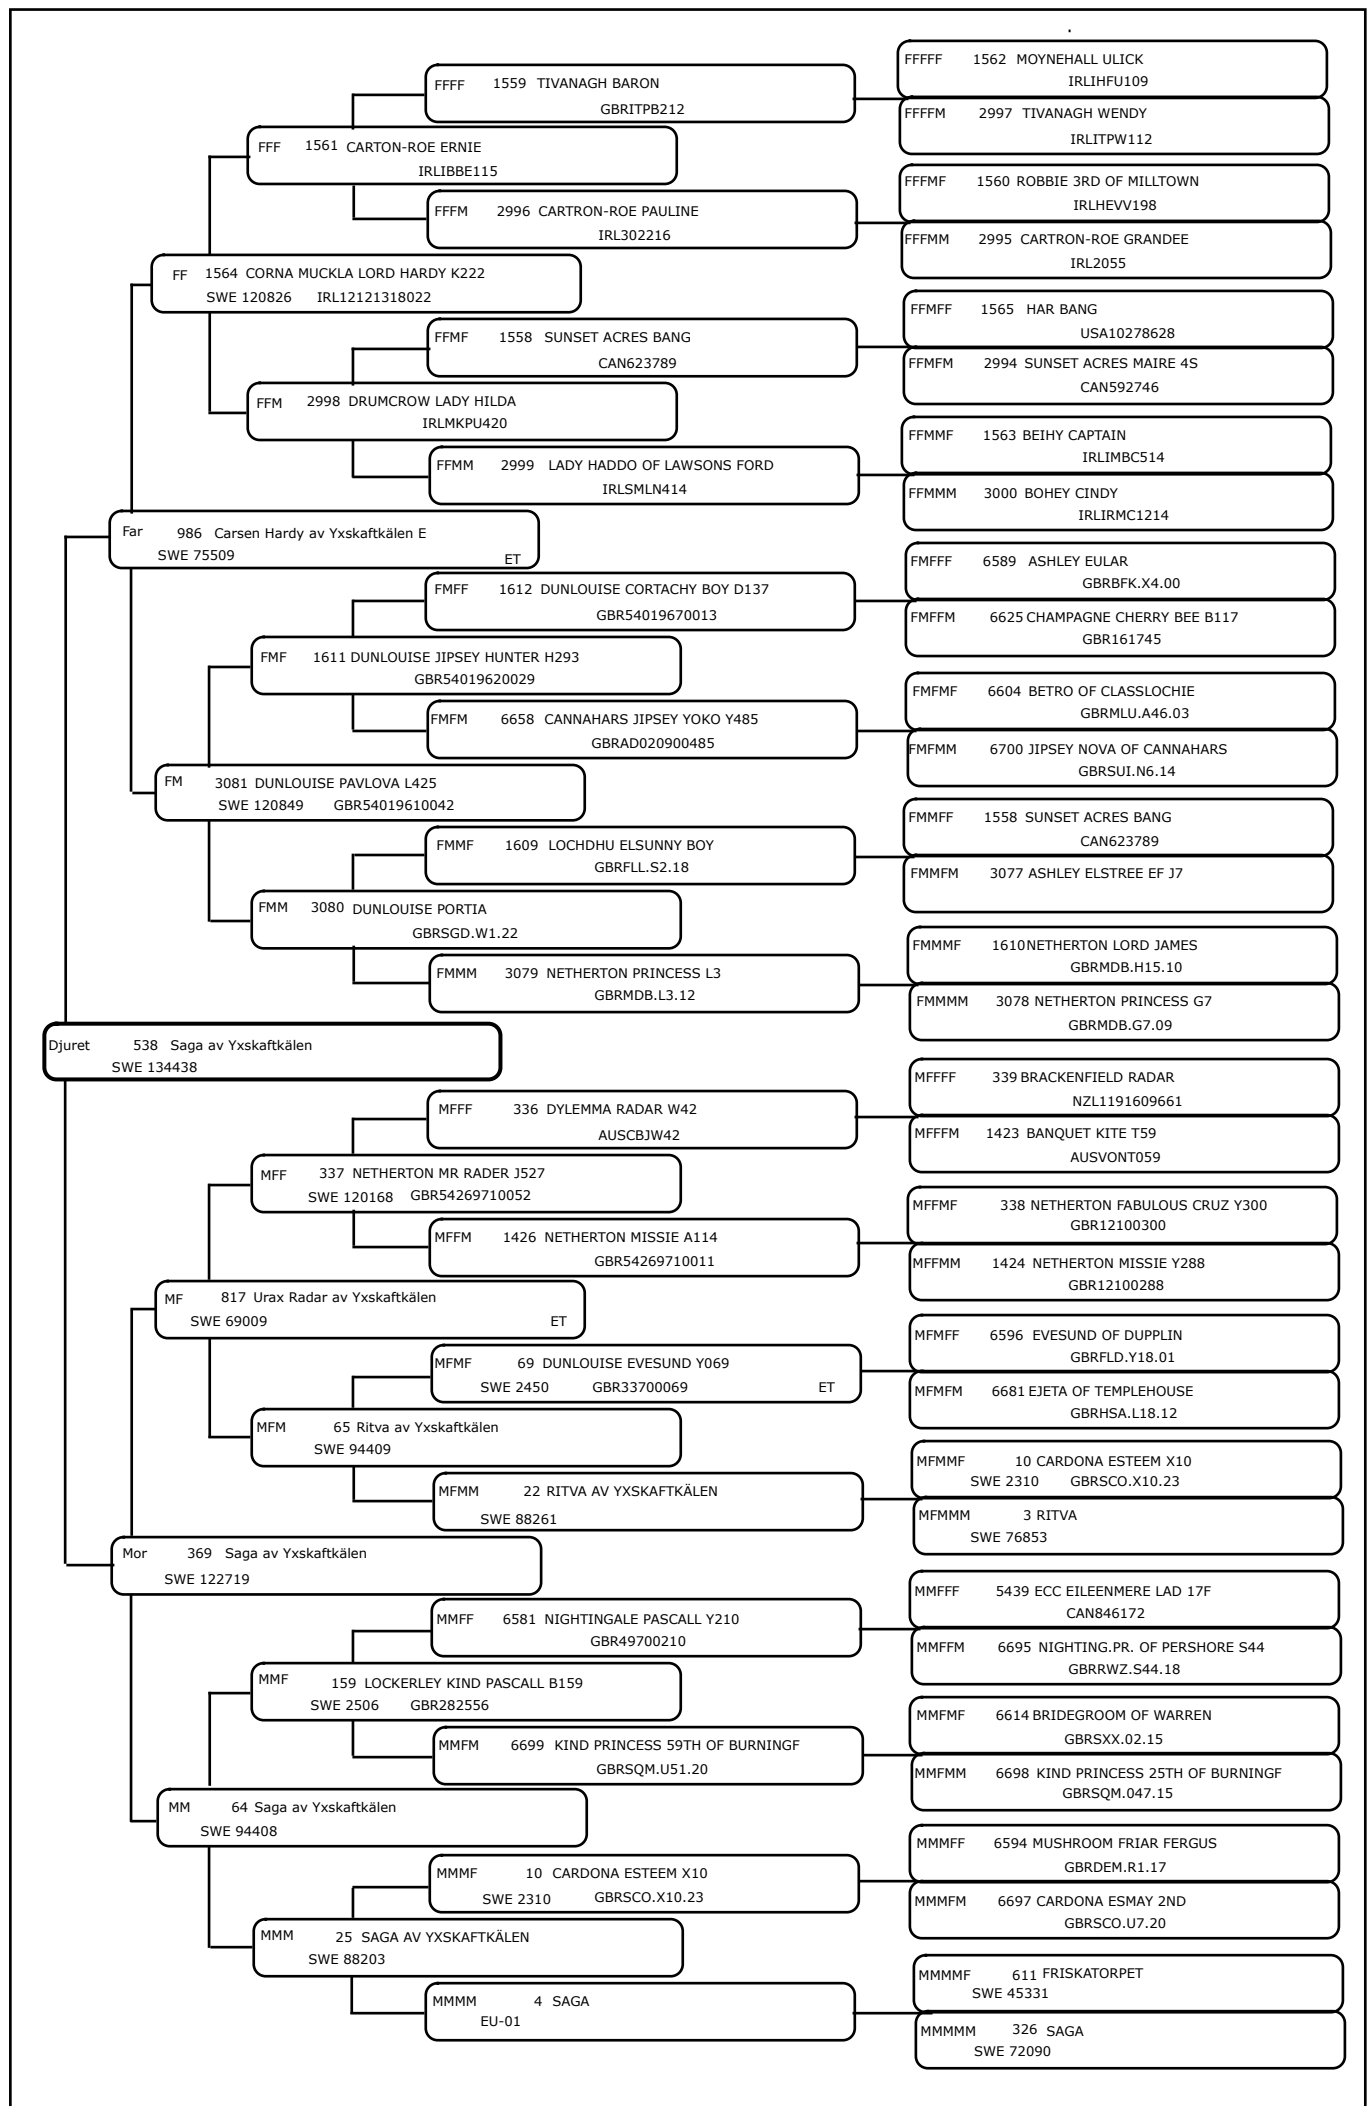 FFFFF 1562 MOYNEHALL ULICK
IRLIHFU109
FFFF 1559 TIVANAGH BARON
GBRITPB212
FFFFM 2997 TIVANAGH WENDY
IRLITPW112
FFF 1561 CARTON-ROE ERNIE
IRLIBBE115
FFFMF 1560 ROBBIE 3RD OF MILLTOWN
IRLHEVV198
FFFM 2996 CARTRON-ROE PAULINE
IRL302216
FFFMM 2995 CARTRON-ROE GRANDEE
IRL2055
FF 1564 CORNA MUCKLA LORD HARDY K222
SWE 120826 IRL12121318022
FFMFF 1565 HAR BANG
USA10278628
FFMF 1558 SUNSET ACRES BANG
CAN623789
FFMFM 2994 SUNSET ACRES MAIRE 4S
CAN592746
FFM 2998 DRUMCROW LADY HILDA
IRLMKPU420
FFMMF 1563 BEIHY CAPTAIN
IRLIMBC514
FFMM 2999 LADY HADDO OF LAWSONS FORD
IRLSMLN414
FFMMM 3000 BOHEY CINDY
IRLIRMC1214
Far 986 Carsen Hardy av Yxskaftkälen E
SWE 75509 ET
FMFFF 6589 ASHLEY EULAR
GBRBFK.X4.00
FMFF 1612 DUNLOUISE CORTACHY BOY D137
GBR54019670013
FMFFM 6625 CHAMPAGNE CHERRY BEE B117
GBR161745
FMF 1611 DUNLOUISE JIPSEY HUNTER H293
GBR54019620029
FMFMF 6604 BETRO OF CLASSLOCHIE
GBRMLU.A46.03
FMFM 6658 CANNAHARS JIPSEY YOKO Y485
GBRAD020900485
FMFMM 6700 JIPSEY NOVA OF CANNAHARS
GBRSUI.N6.14
FM 3081 DUNLOUISE PAVLOVA L425
SWE 120849 GBR54019610042
FMMFF 1558 SUNSET ACRES BANG
CAN623789
FMMF 1609 LOCHDHU ELSUNNY BOY
GBRFLL.S2.18
FMMFM 3077 ASHLEY ELSTREE EF J7
FMM 3080 DUNLOUISE PORTIA
GBRSGD.W1.22
FMMMF 1610 NETHERTON LORD JAMES
GBRMDB.H15.10
FMMM 3079 NETHERTON PRINCESS L3
GBRMDB.L3.12
FMMMM 3078 NETHERTON PRINCESS G7
GBRMDB.G7.09
Djuret 538 Saga av Yxskaftkälen
SWE 134438
MFFFF 339 BRACKENFIELD RADAR
NZL1191609661
MFFF 336 DYLEMMA RADAR W42
AUSCBJW42
MFFFM 1423 BANQUET KITE T59
AUSVONT059
MFF 337 NETHERTON MR RADER J527
SWE 120168 GBR54269710052
MFFMF 338 NETHERTON FABULOUS CRUZ Y300
GBR12100300
MFFM 1426 NETHERTON MISSIE A114
GBR54269710011
MFFMM 1424 NETHERTON MISSIE Y288
GBR12100288
MF 817 Urax Radar av Yxskaftkälen
SWE 69009 ET
MFMFF 6596 EVESUND OF DUPPLIN
GBRFLD.Y18.01
MFMF 69 DUNLOUISE EVESUND Y069
SWE 2450 GBR33700069 ET
MFMFM 6681 EJETA OF TEMPLEHOUSE
GBRHSA.L18.12
MFM 65 Ritva av Yxskaftkälen
SWE 94409
MFMMF 10 CARDONA ESTEEM X10
SWE 2310 GBRSCO.X10.23
MFMM 22 RITVA AV YXSKAFTKÄLEN
SWE 88261
MFMMM 3 RITVA
SWE 76853
Mor 369 Saga av Yxskaftkälen
SWE 122719
MMFFF 5439 ECC EILEENMERE LAD 17F
CAN846172
MMFF 6581 NIGHTINGALE PASCALL Y210
GBR49700210
MMFFM 6695 NIGHTING.PR. OF PERSHORE S44
GBRRWZ.S44.18
MMF 159 LOCKERLEY KIND PASCALL B159
SWE 2506 GBR282556
MMFMF 6614 BRIDEGROOM OF WARREN
GBRSXX.02.15
MMFM 6699 KIND PRINCESS 59TH OF BURNINGF
GBRSQM.U51.20
MMFMM 6698 KIND PRINCESS 25TH OF BURNINGF
GBRSQM.047.15
MM 64 Saga av Yxskaftkälen
SWE 94408
MMMFF 6594 MUSHROOM FRIAR FERGUS
GBRDEM.R1.17
MMMF 10 CARDONA ESTEEM X10
SWE 2310 GBRSCO.X10.23
MMMFM 6697 CARDONA ESMAY 2ND
GBRSCO.U7.20
MMM 25 SAGA AV YXSKAFTKÄLEN
SWE 88203
MMMMF 611 FRISKATORPET
SWE 45331
MMMM 4 SAGA
EU-01
MMMMM 326 SAGA
SWE 72090